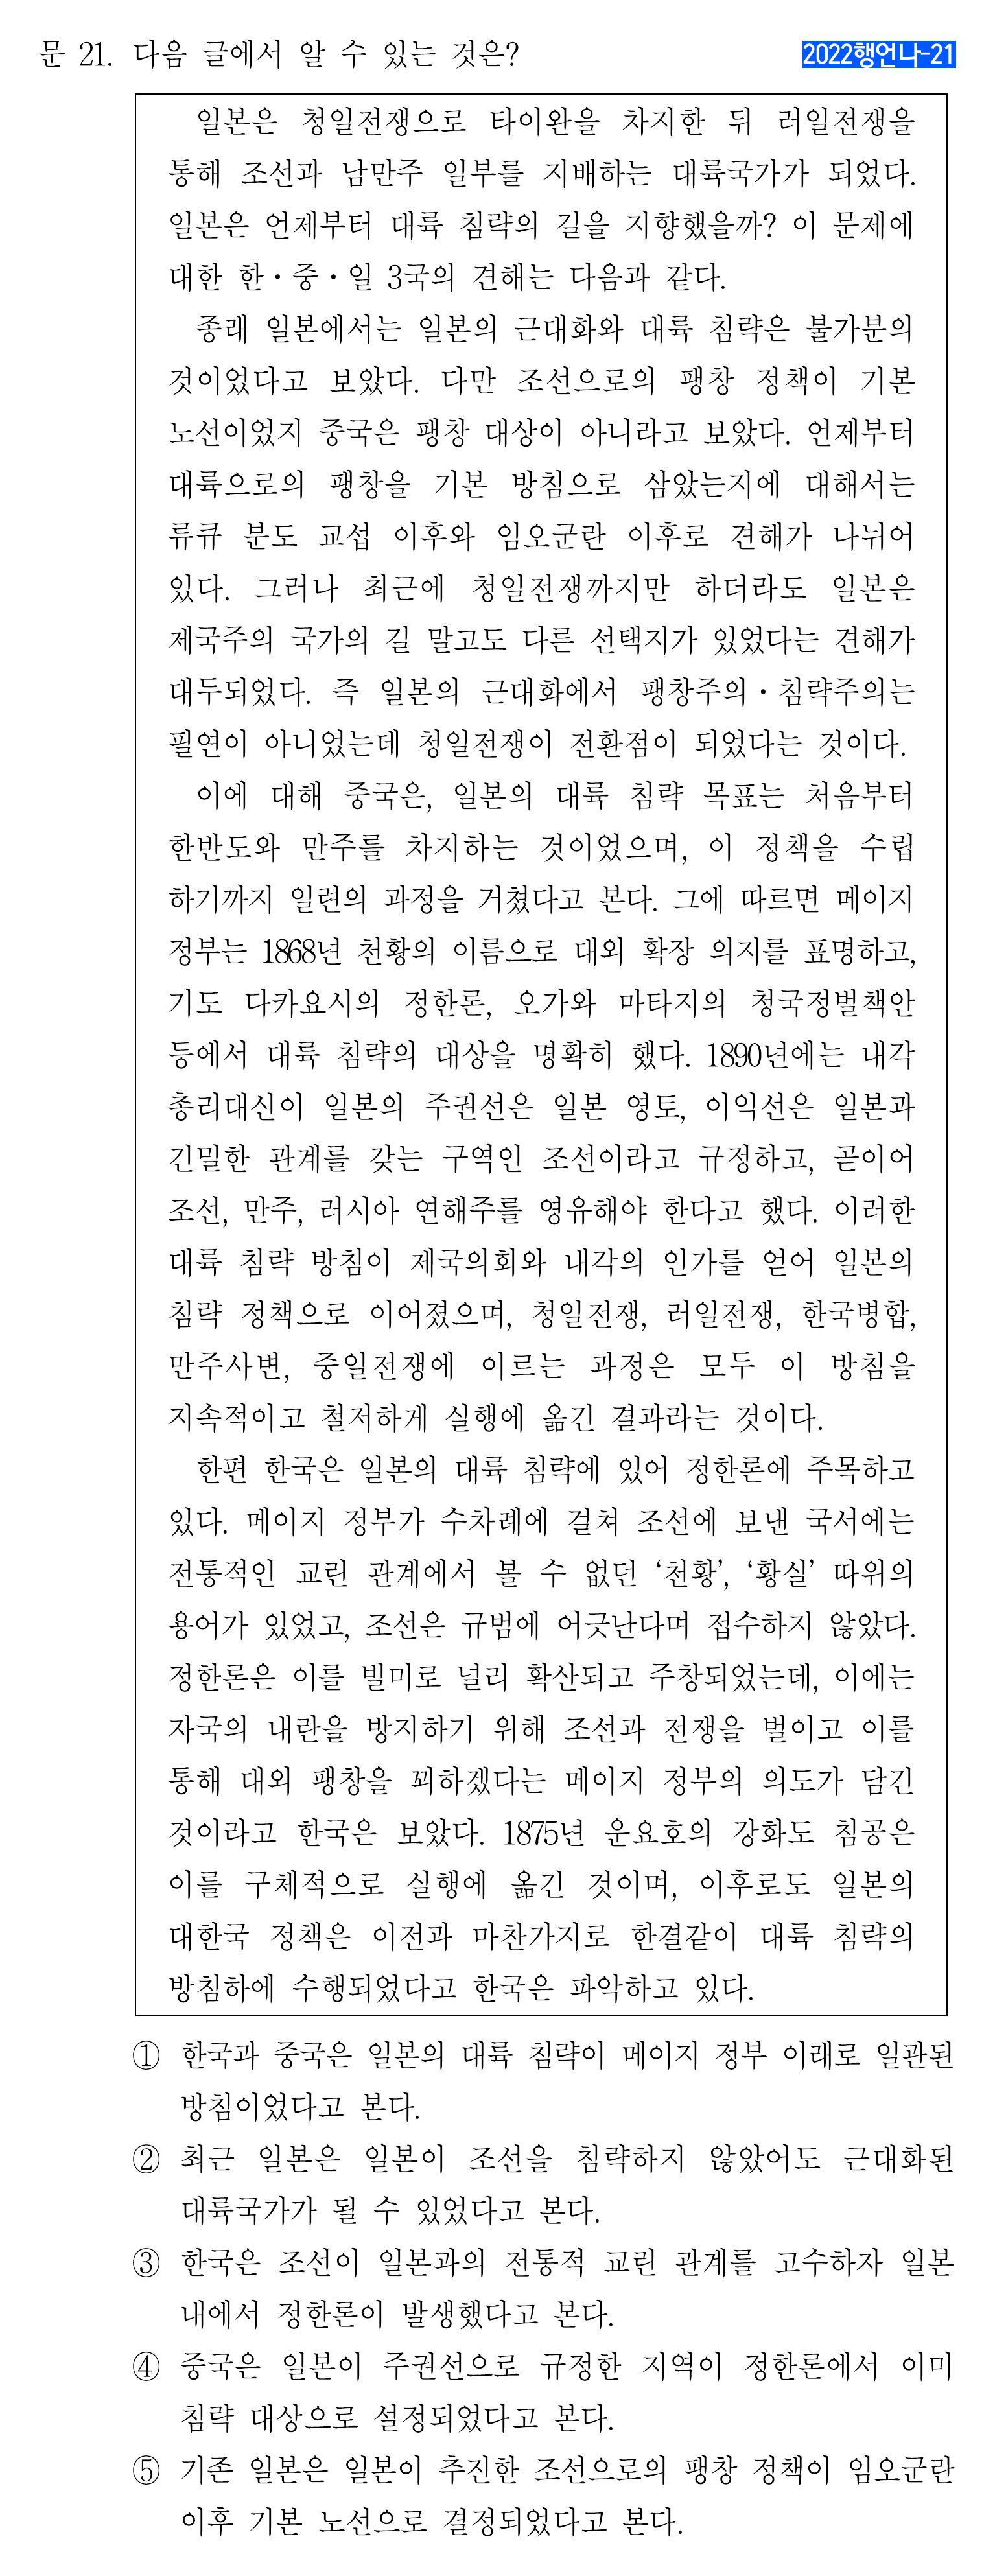 문 21. 다음 글에서 알 수 있는 것은?
2022행언나-21
일본은 청일전쟁으로 타이완을 차지한 뒤 러일전쟁을
통해 조선과 남만주 일부를 지배하는 대륙국가가 되었다.
일본은 언제부터 대륙 침략의 길을 지향했을까? 이 문제에
대한 한・중・일 3국의 견해는 다음과 같다.
종래 일본에서는 일본의 근대화와 대륙 침략은 불가분의
것이었다고 보았다. 다만 조선으로의 팽창 정책이 기본
노선이었지 중국은 팽창 대상이 아니라고 보았다. 언제부터
대륙으로의 팽창을 기본 방침으로 삼았는지에 대해서는
류큐 분도 교섭 이후와 임오군란 이후로 견해가 나뉘어
있다. 그러나 최근에 청일전쟁까지만 하더라도 일본은
제국주의 국가의 길 말고도 다른 선택지가 있었다는 견해가
대두되었다. 즉 일본의 근대화에서 팽창주의・침략주의는
필연이 아니었는데 청일전쟁이 전환점이 되었다는 것이다.
이에 대해 중국은, 일본의 대륙 침략 목표는 처음부터
한반도와 만주를 차지하는 것이었으며, 이 정책을 수립
하기까지 일련의 과정을 거쳤다고 본다. 그에 따르면 메이지
정부는 1868년 천황의 이름으로 대외 확장 의지를 표명하고,
기도 다카요시의 정한론, 오가와 마타지의 청국정벌책안
등에서 대륙 침략의 대상을 명확히 했다. 1890년에는 내각
총리대신이 일본의 주권선은 일본 영토, 이익선은 일본과
긴밀한 관계를 갖는 구역인 조선이라고 규정하고, 곧이어
조선, 만주, 러시아 연해주를 영유해야 한다고 했다. 이러한
대륙 침략 방침이 제국의회와 내각의 인가를 얻어 일본의
침략 정책으로 이어졌으며, 청일전쟁, 러일전쟁, 한국병합,
만주사변, 중일전쟁에 이르는 과정은 모두 이 방침을
지속적이고 철저하게 실행에 옮긴 결과라는 것이다.
한편 한국은 일본의 대륙 침략에 있어 정한론에 주목하고
있다. 메이지 정부가 수차례에 걸쳐 조선에 보낸 국서에는
전통적인 교린 관계에서 볼 수 없던 ‘천황’, ‘황실’ 따위의
용어가 있었고, 조선은 규범에 어긋난다며 접수하지 않았다.
정한론은 이를 빌미로 널리 확산되고 주창되었는데, 이에는
자국의 내란을 방지하기 위해 조선과 전쟁을 벌이고 이를
통해 대외 팽창을 꾀하겠다는 메이지 정부의 의도가 담긴
것이라고 한국은 보았다. 1875년 운요호의 강화도 침공은
이를 구체적으로 실행에 옮긴 것이며, 이후로도 일본의
대한국 정책은 이전과 마찬가지로 한결같이 대륙 침략의
방침하에 수행되었다고 한국은 파악하고 있다.
① 한국과 중국은 일본의 대륙 침략이 메이지 정부 이래로 일관된
방침이었다고 본다.
② 최근 일본은 일본이 조선을 침략하지 않았어도 근대화된
대륙국가가 될 수 있었다고 본다.
③ 한국은 조선이 일본과의 전통적 교린 관계를 고수하자 일본
내에서 정한론이 발생했다고 본다.
④ 중국은 일본이 주권선으로 규정한 지역이 정한론에서 이미
침략 대상으로 설정되었다고 본다.
⑤ 기존 일본은 일본이 추진한 조선으로의 팽창 정책이 임오군란
이후 기본 노선으로 결정되었다고 본다.